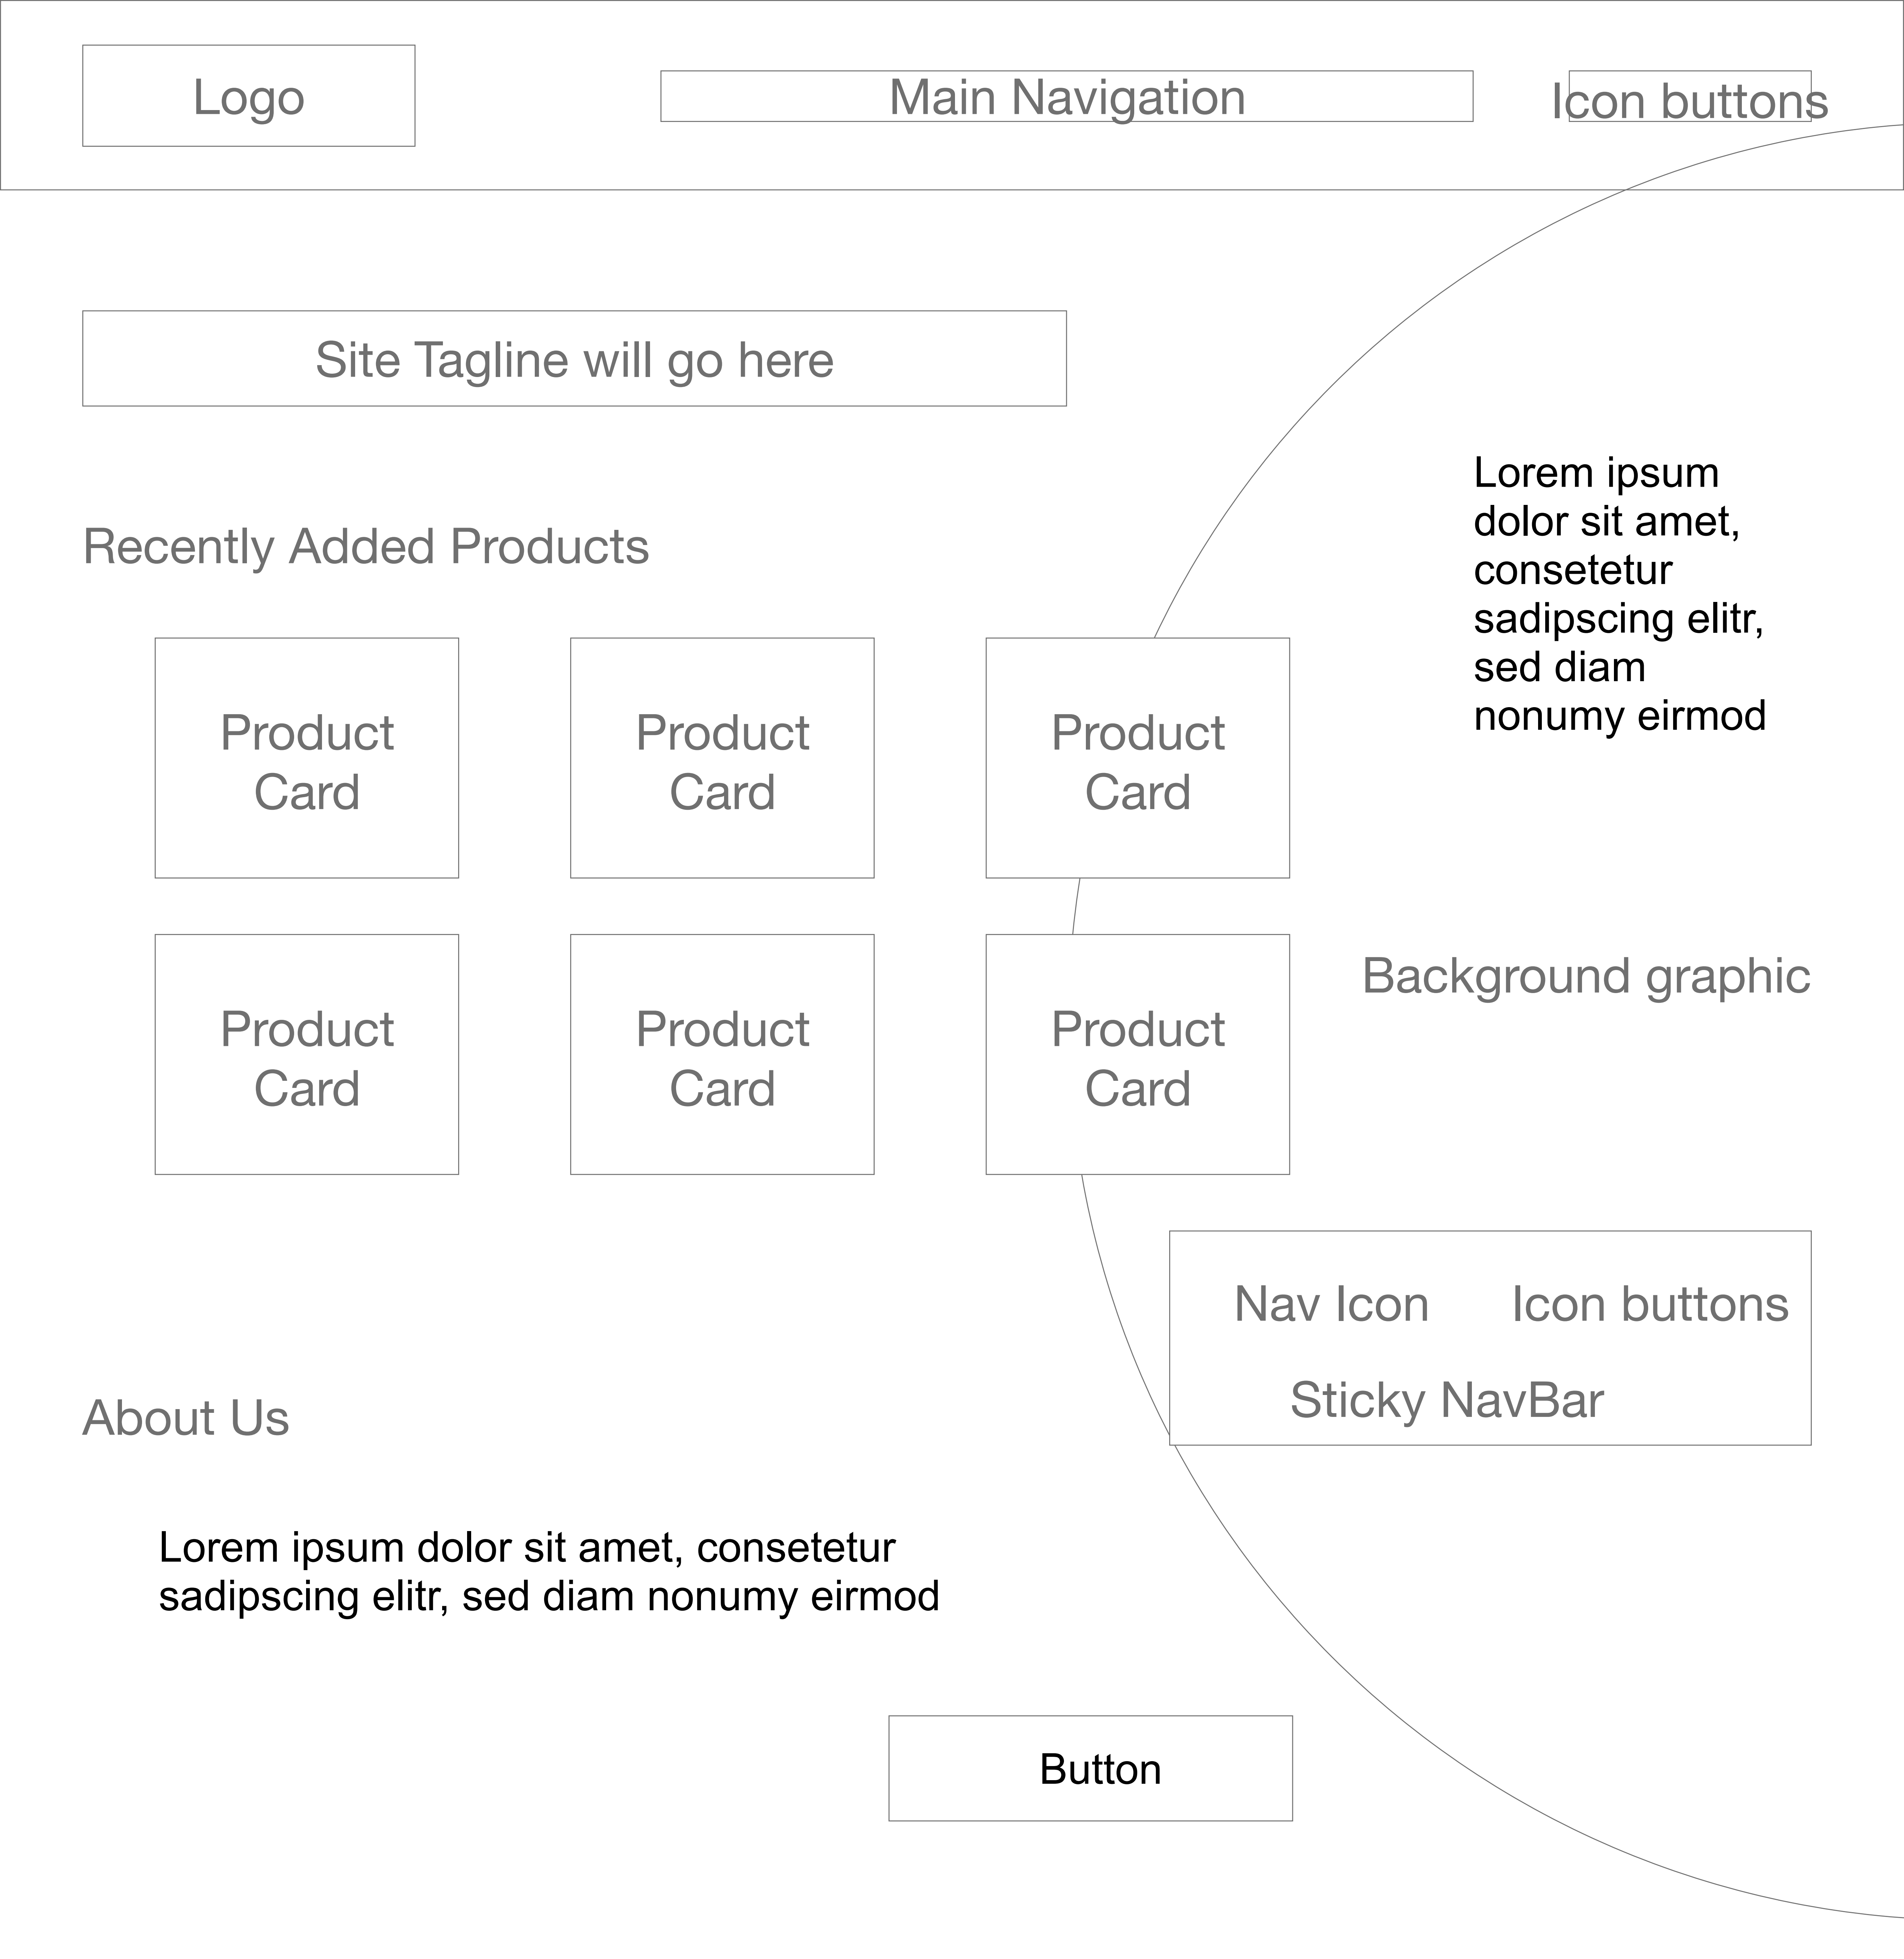 Logo
Main Navigation
Icon buttons
Site Tagline will go here
Recently Added Products
Lorem ipsum
dolor sit amet,
consetetur
sadipscing elitr,
sed diam
nonumy eirmod
Product
Card
Product
Card
Product
Card
Product
Card
Product
Card
Product
Card
Background graphic
Nav Icon
Icon buttons
Sticky NavBar
About Us
Lorem ipsum dolor sit amet, consetetur
sadipscing elitr, sed diam nonumy eirmod
Button